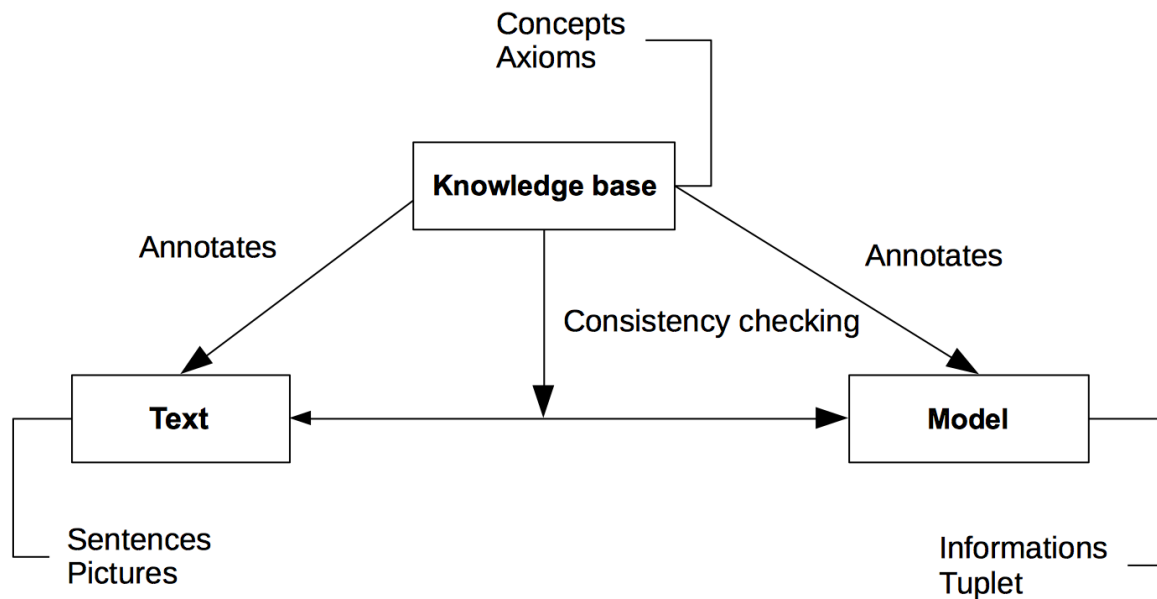 Concepts
Axioms
Knowledge base
Annotates
Annotates
Consistency checking
Text
Model
Sentences
Pictures
Informations
Tuplet